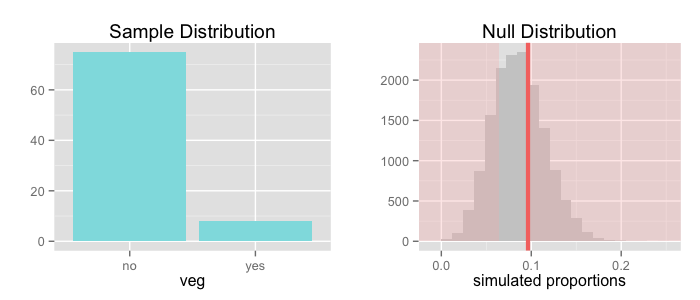 Sample Distribution
60
40
20
0
no yes
veg
Null Distribution
2000
1500
1000
500
0
0.0 0.1 0.2
simulated proportions